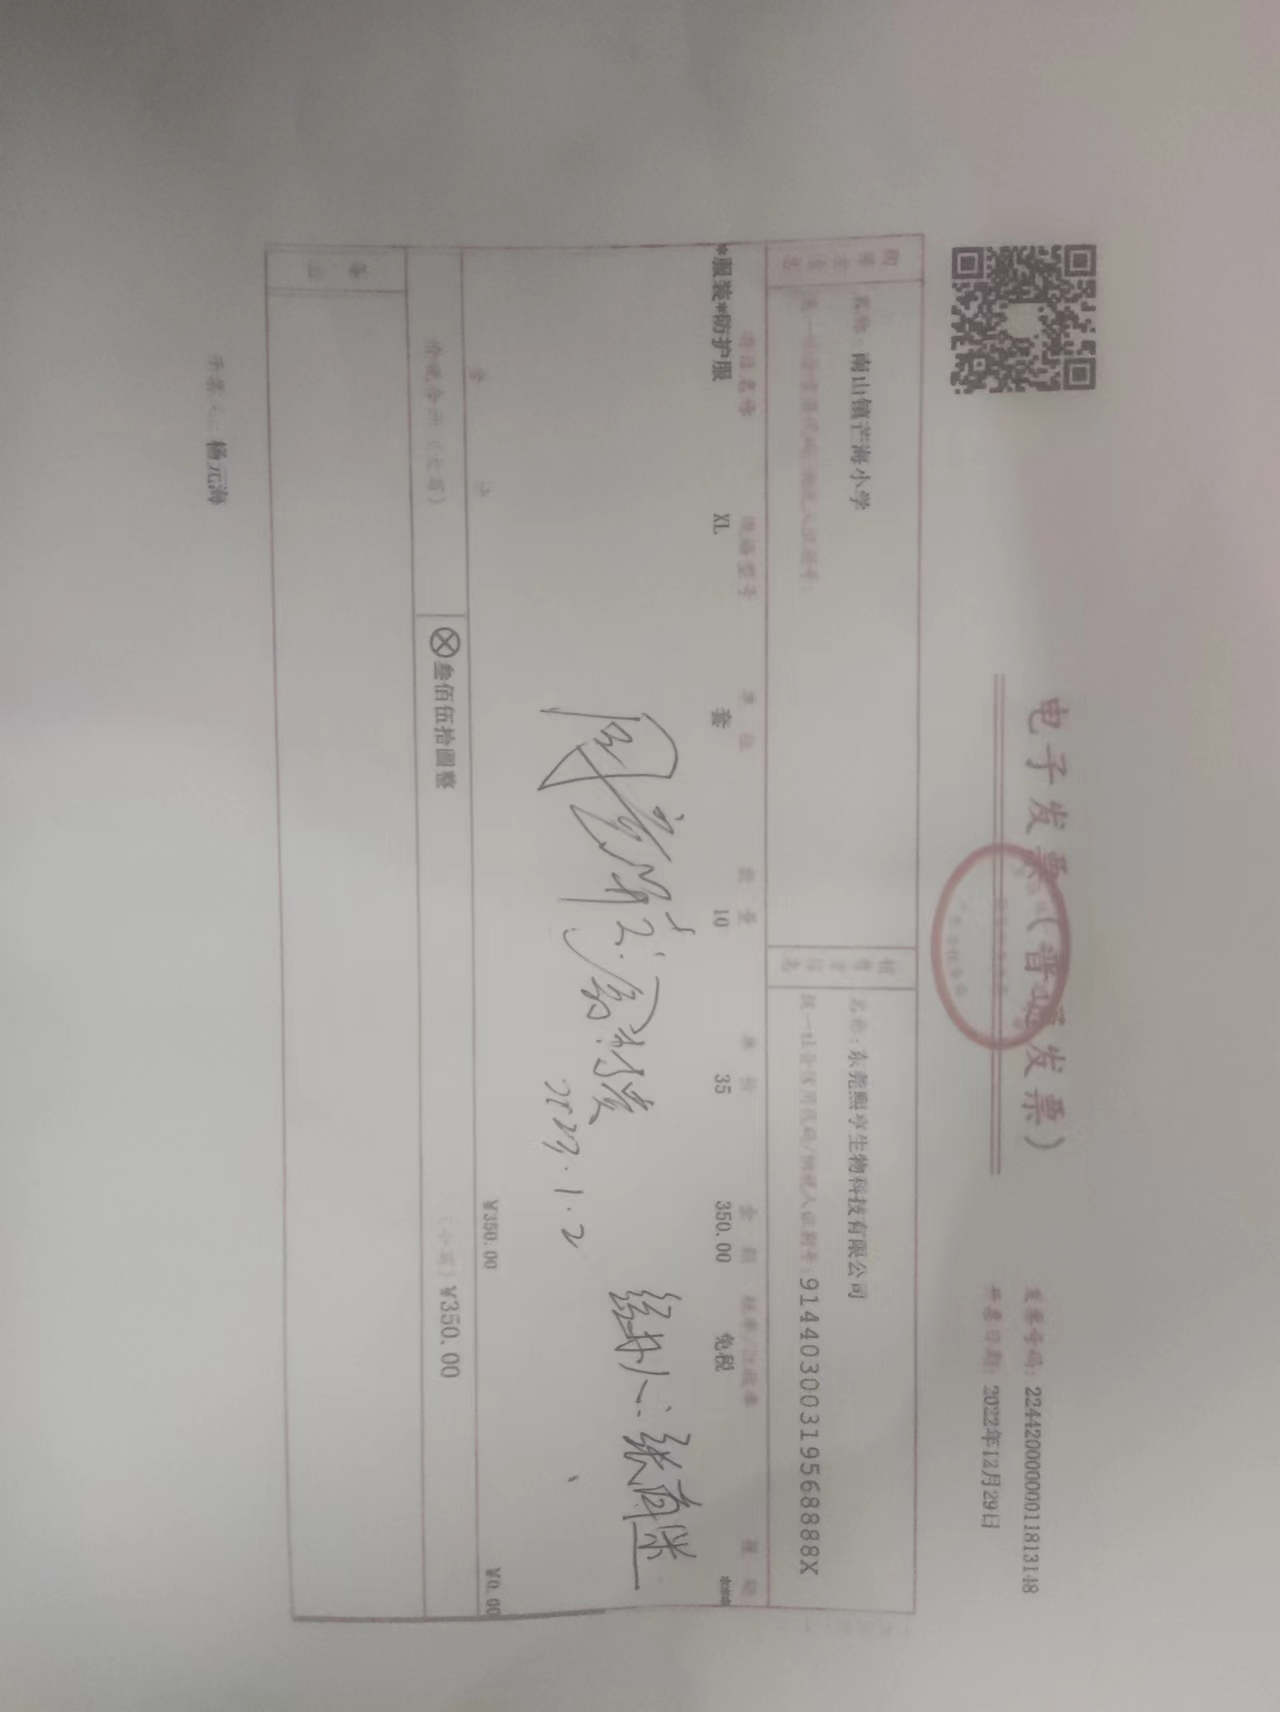 电子发票（普通发票）
发票号码：22442000000011813148
开票日期：2022年12月29日
购买方信息
名称：南山镇芒海小学
统一社会信用代码/纳税人识别号：
销售方信息
名称：东莞熙亨生物科技有限公司
统一社会信用代码/纳税人识别号：91440300319568888X
项目名称 规格型号 单位 数量 单价 金额 税率/征收率 税额
*服装*防护服 XL 套 10 35 350.00 免税 ***
经办人：张
2023.1.2
合计 ¥350.00 ¥0.00
价税合计（大写） ⊗叁佰伍拾圆整 （小写）¥350.00
备注
开票人：杨元海